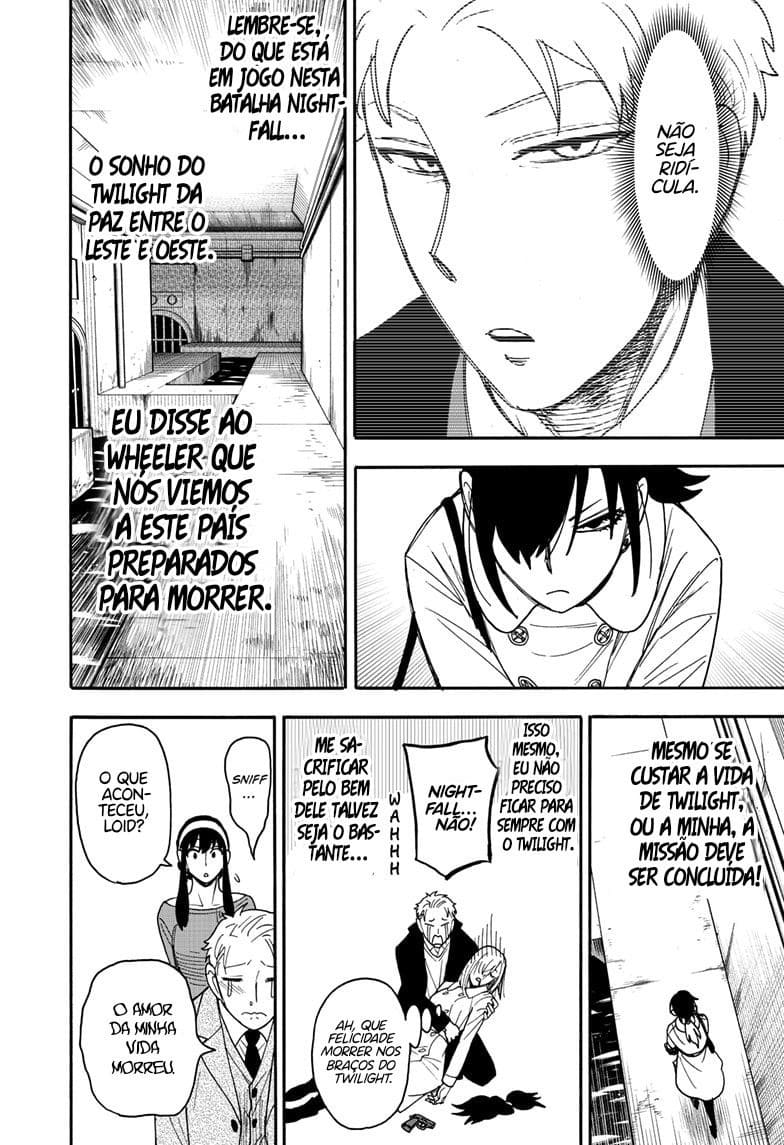 NÃO
SEJA
RIDÍ-
CULA.
LEMBRE-SE,
DO QUE ESTÁ
EM JOGO NESTA
BATALHA NIGHT-
FALL...
O SONHO DO
TWILIGHT DA
PAZ ENTRE O
LESTE E OESTE.
EU DISSE AO
WHEELER QUE
NÓS VIEMOS
A ESTE PAÍS
PREPARADOS
PARA MORRER.
MESMO SE
CUSTAR A VIDA
DE TWILIGHT,
OU A MINHA, A
MISSÃO DEVE
SER CONCLUÍDA!
ISSO
MESMO,
EU NÃO
PRECISO
FICAR PARA
SEMPRE COM
O TWILIGHT.
NIGHT-
FALL...
NÃO!
WAHHH
ME SA-
CRIFICAR
PELO BEM
DELE TALVEZ
SEJA O BAS-
TANTE...
AH, QUE
FELICIDADE
MORRER NOS
BRAÇOS DO
TWILIGHT.
SNIFF
...
O QUE
ACON-
TECEU,
LOID?
O AMOR
DA MINHA
VIDA
MORREU.